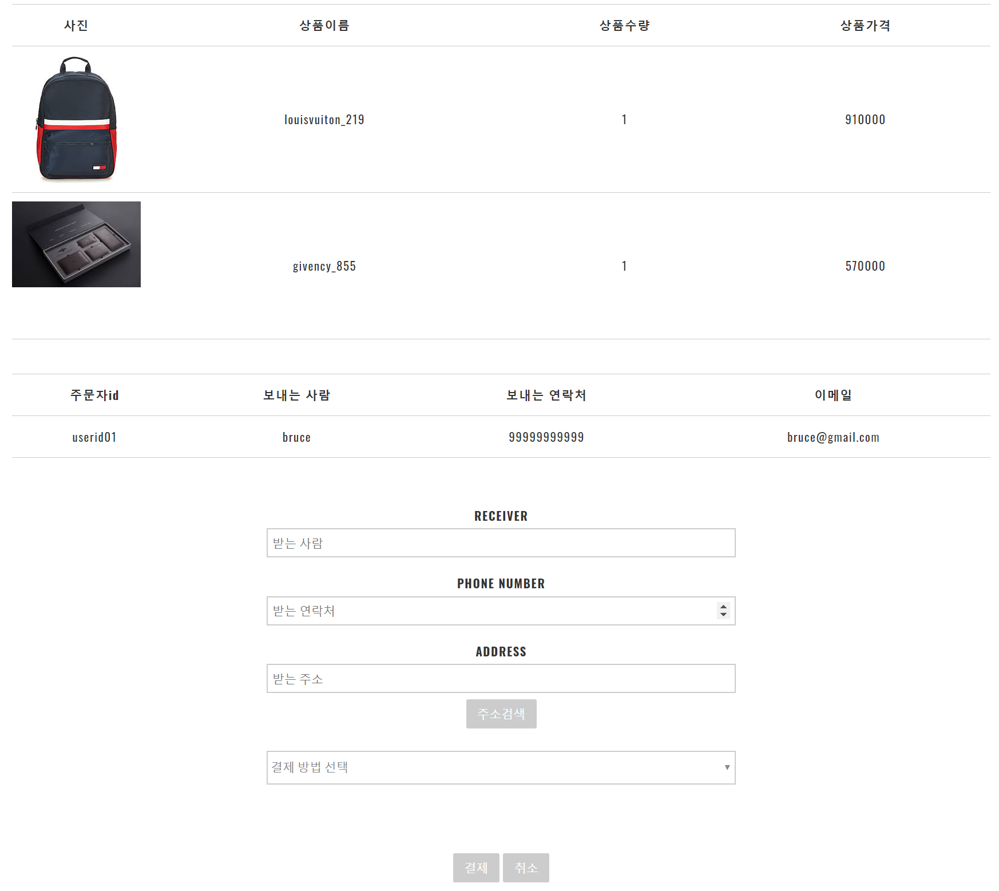 사진 상품이름 상품수량 상품가격
louisvuiton_219 1 910000
givency_855 1 570000
주문자id 보내는 사람 보내는 연락처 이메일
userid01 bruce 99999999999 bruce@gmail.com
RECEIVER
받는 사람
PHONE NUMBER
받는 연락처
ADDRESS
받는 주소
주소검색
결제 방법 선택
결제 취소